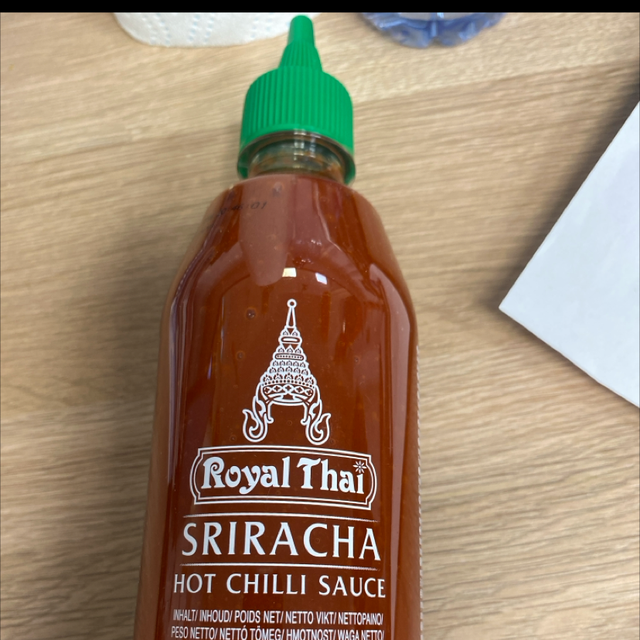 Royal Thai
SRIRACHA
HOT CHILLI SAUCE
INHALT/ INHOUD/ POIDS NET/ NETTO VIKT/ NETTOPAINO/
PESO NETTO/ NETTÓ TÖMEG/ HMOTNOST/ WAGA NETTO/